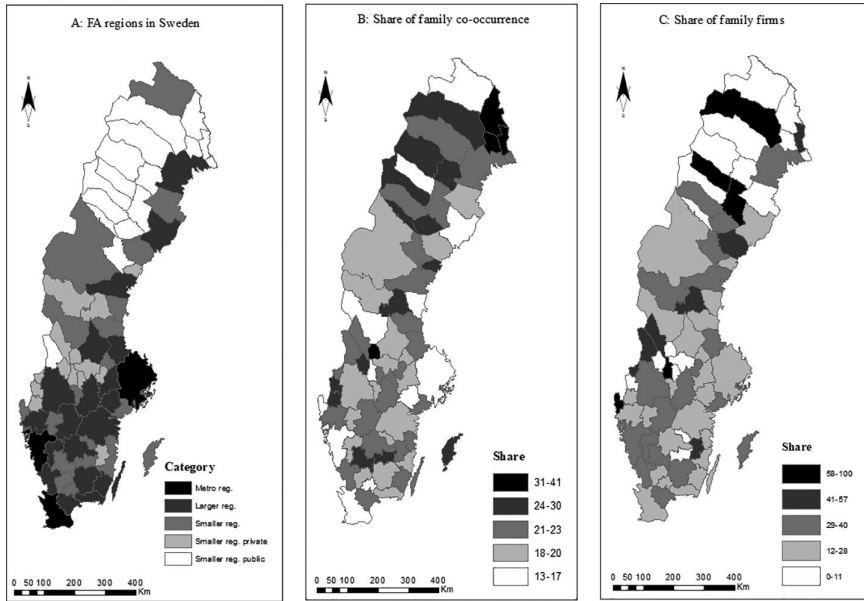 A: FA regions in Sweden
N
S
Category
Metro reg.
Larger reg.
Smaller reg.
Smaller reg. private
Smaller reg. public
0 50 100 200 300 400
Km
B: Share of family co-occurrence
N
S
Share
31-41
24-30
21-23
18-20
13-17
0 50 100 200 300 400
Km
C: Share of family firms
N
S
Share
58-100
41-57
29-40
12-28
0-11
0 50 100 200 300 400
Km